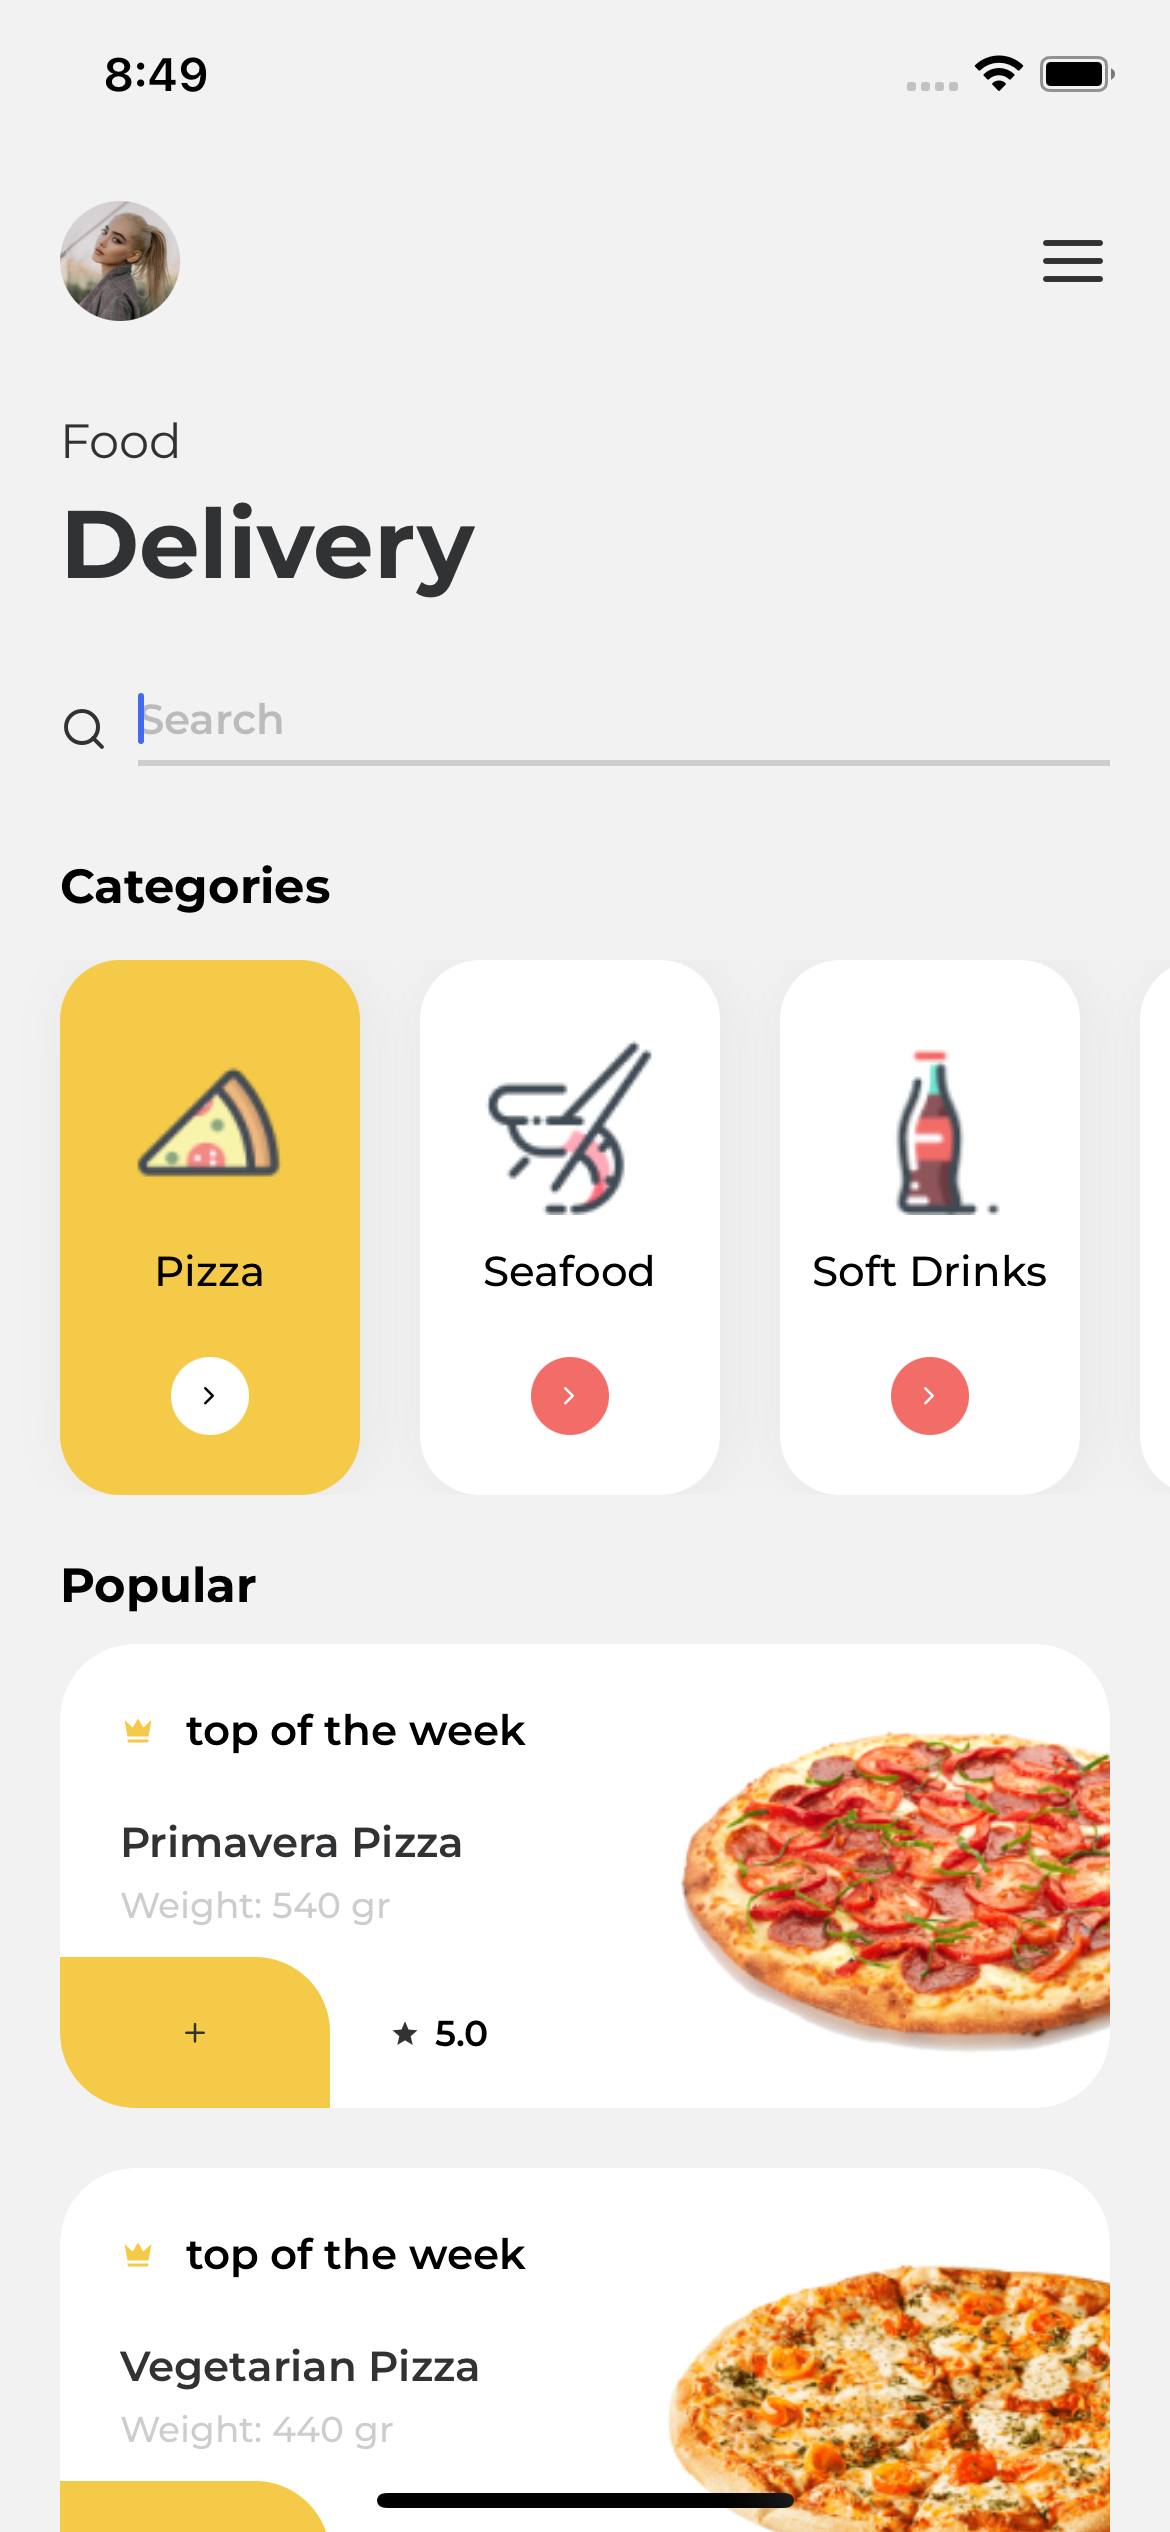 8:49
Food
Delivery
Search
Categories
Pizza
Seafood
Soft Drinks
Popular
top of the week
Primavera Pizza
Weight: 540 gr
+
5.0
top of the week
Vegetarian Pizza
Weight: 440 gr